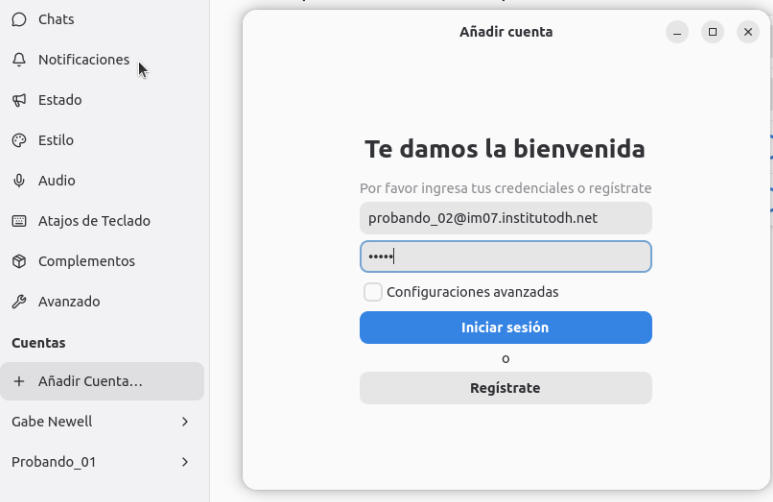 Chats
Notificaciones
Estado
Estilo
Audio
Atajos de Teclado
Complementos
Avanzado
Cuentas
Añadir Cuenta...
Gabe Newell
Probando_01
Añadir cuenta
Te damos la bienvenida
Por favor ingresa tus credenciales o regístrate
probando_02@im07.institutodh.net
•••••
Configuraciones avanzadas
Iniciar sesión
o
Regístrate